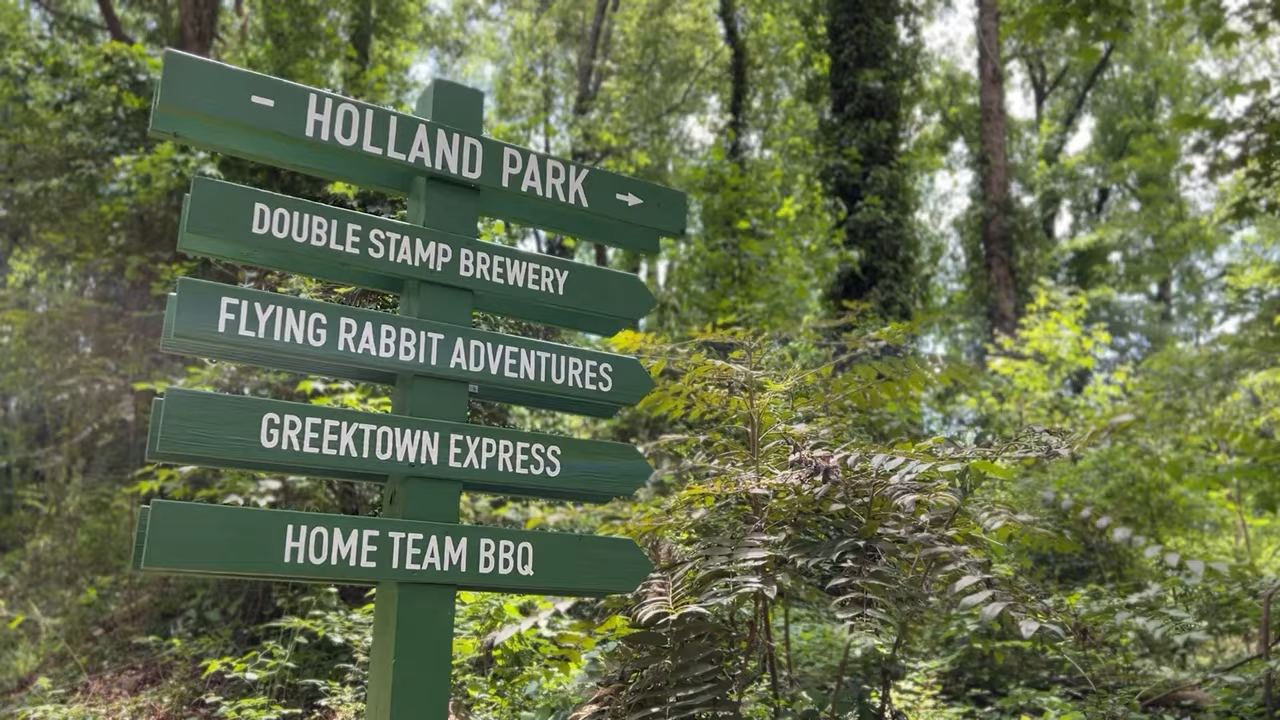 - HOLLAND PARK →
DOUBLE STAMP BREWERY
FLYING RABBIT ADVENTURES
GREEKTOWN EXPRESS
HOME TEAM BBQ